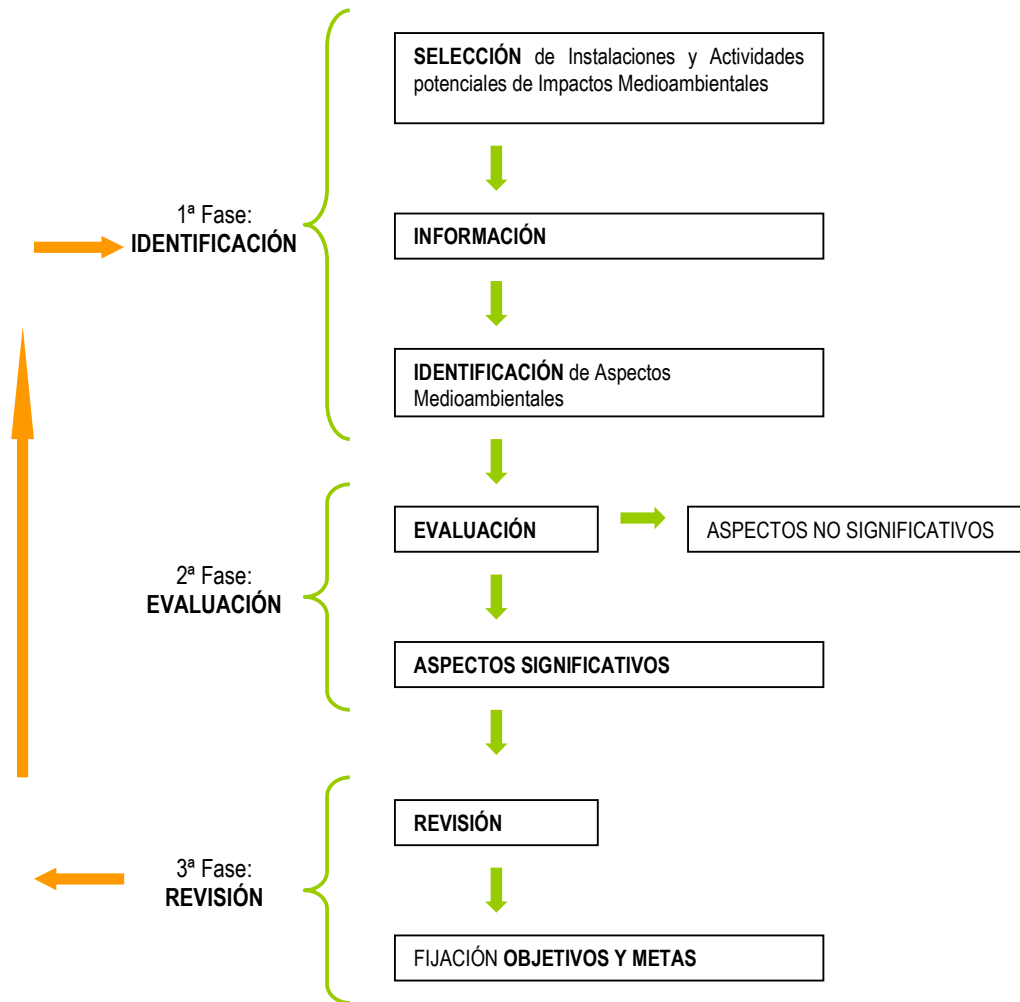 SELECCIÓN de Instalaciones y Actividades
potenciales de Impactos Medioambientales
1ª Fase:
IDENTIFICACIÓN
INFORMACIÓN
IDENTIFICACIÓN de Aspectos
Medioambientales
2ª Fase:
EVALUACIÓN
EVALUACIÓN
ASPECTOS NO SIGNIFICATIVOS
ASPECTOS SIGNIFICATIVOS
3ª Fase:
REVISIÓN
REVISIÓN
FIJACIÓN OBJETIVOS Y METAS